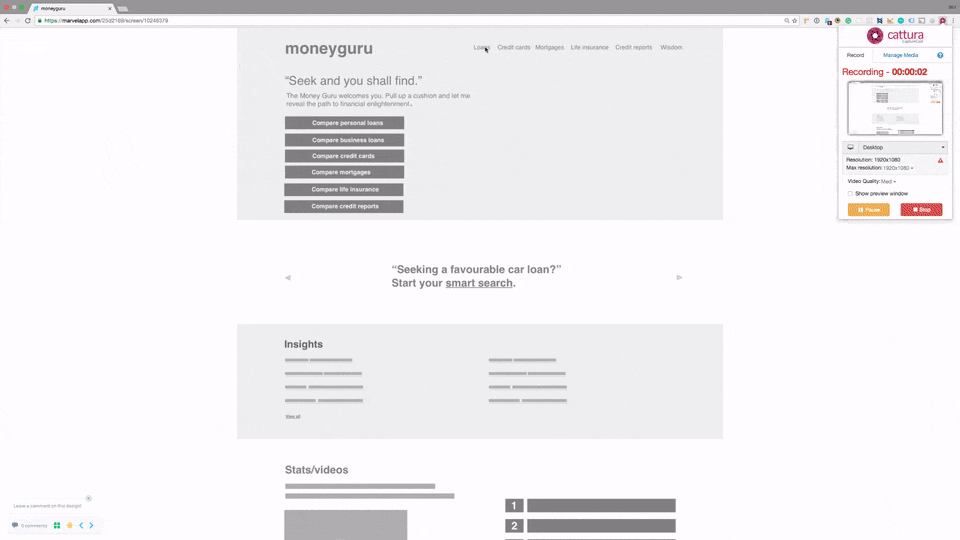 moneyguru
https://marvelapp.com/25d2189/screen/10246379
cattura
Record
Manage Media
Recording - 00:00:02
Desktop
Resolution: 1920x1080
Max resolution: 1920x1080
Video Quality: Med
Show preview window
Pause
Stop
moneyguru
Loans Credit cards Mortgages Life insurance Credit reports Wisdom
“Seek and you shall find.”
The Money Guru welcomes you. Pull up a cushion and let me
reveal the path to financial enlightenment.
Compare personal loans
Compare business loans
Compare credit cards
Compare mortgages
Compare life insurance
Compare credit reports
“Seeking a favourable car loan?”
Start your smart search.
Insights
View all
Stats/videos
1
2
Leave a comment on this design!
0 comments